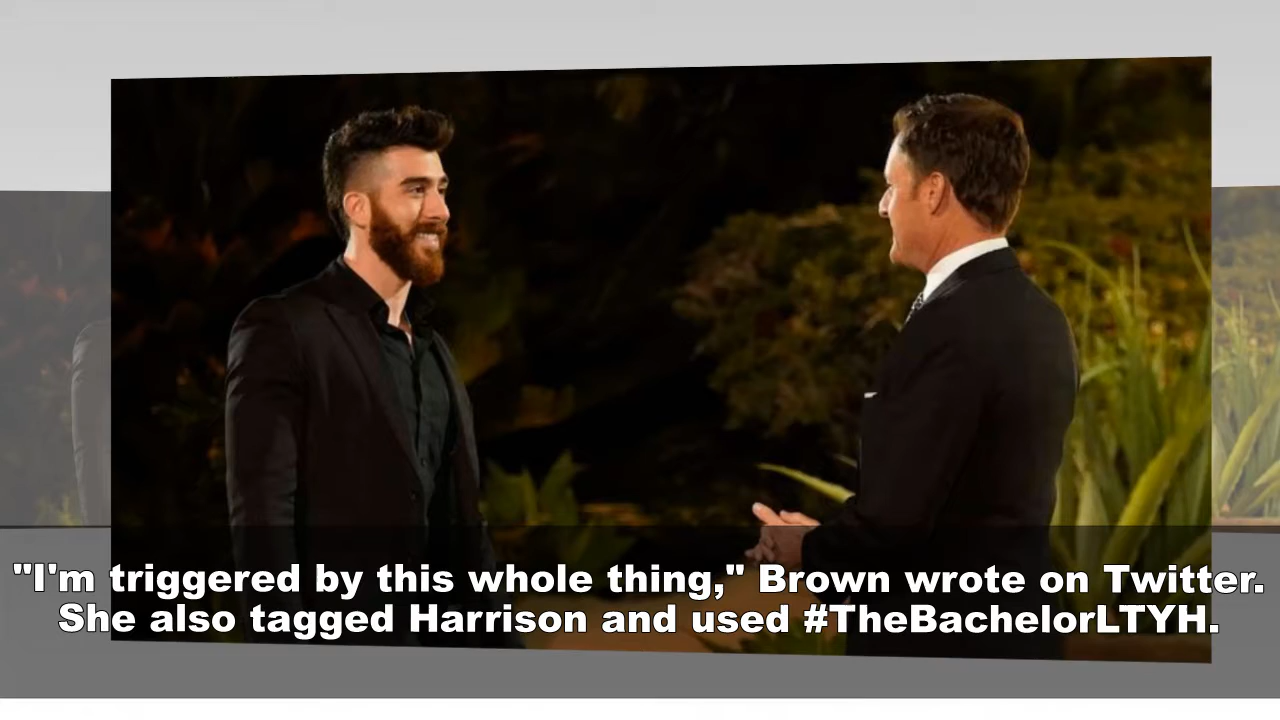 "I'm triggered by this whole thing," Brown wrote on Twitter.
She also tagged Harrison and used #TheBachelorLTYH.